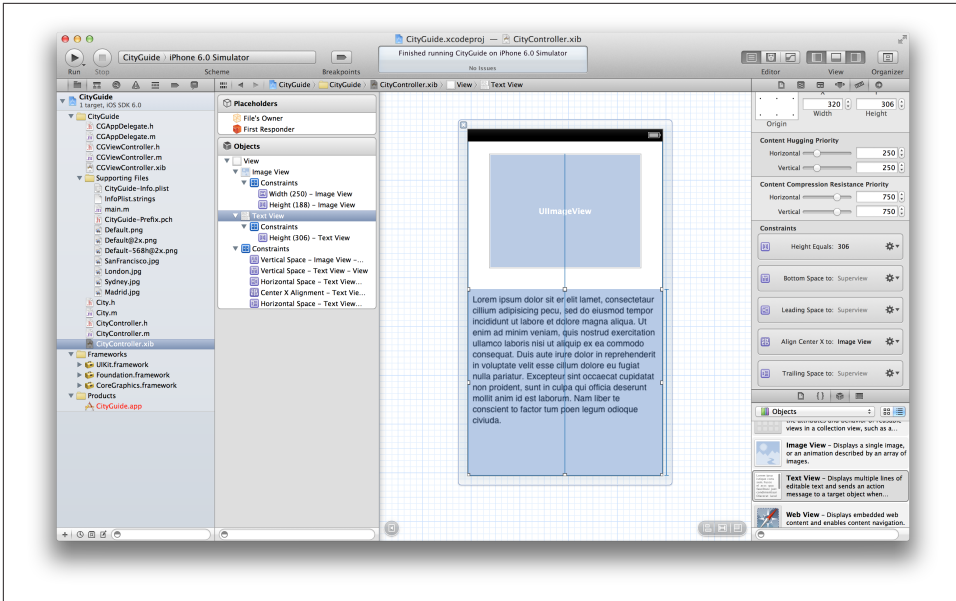 CityGuide.xcodeproj — CityController.xib
CityGuide iPhone 6.0 Simulator
Finished running CityGuide on iPhone 6.0 Simulator
No Issues
Run Stop Scheme Breakpoints Editor View Organizer
CityGuide CityGuide CityController.xib View Text View
CityGuide
1 target, iOS SDK 6.0
CityGuide
CGAppDelegate.h
CGAppDelegate.m
CGViewController.h
CGViewController.m
CGViewController.xib
Supporting Files
CityGuide-Info.plist
InfoPlist.strings
main.m
CityGuide-Prefix.pch
Default.png
Default@2x.png
Default-568h@2x.png
SanFrancisco.jpg
London.jpg
Sydney.jpg
Madrid.jpg
City.h
City.m
CityController.h
CityController.m
CityController.xib
Frameworks
UIKit.framework
Foundation.framework
CoreGraphics.framework
Products
CityGuide.app
Placeholders
File's Owner
First Responder
Objects
View
Image View
Constraints
Width (250) – Image View
Height (188) – Image View
Text View
Constraints
Height (306) – Text View
Constraints
Vertical Space – Image View –...
Vertical Space – Text View – View
Horizontal Space – Text View...
Center X Alignment – Text Vie...
Horizontal Space – Text View...
UIImageView
Lorem ipsum dolor sit er elit lamet, consectetaur
cillium adipisicing pecu, sed do eiusmod tempor
incididunt ut labore et dolore magna aliqua. Ut
enim ad minim veniam, quis nostrud exercitation
ullamco laboris nisi ut aliquip ex ea commodo
consequat. Duis aute irure dolor in reprehenderit
in voluptate velit esse cillum dolore eu fugiat
nulla pariatur. Excepteur sint occaecat cupidatat
non proident, sunt in culpa qui officia deserunt
mollit anim id est laborum. Nam liber te
conscient to factor tum poen legum odioque
civiuda.
320 306
Origin Width Height
Content Hugging Priority
Horizontal 250
Vertical 250
Content Compression Resistance Priority
Horizontal 750
Vertical 750
Constraints
Height Equals: 306
Bottom Space to: Superview
Leading Space to: Superview
Align Center X to: Image View
Trailing Space to: Superview
Objects
views in a collection view, such as a...
Image View – Displays a single image,
or an animation described by an array of
images.
Text View – Displays multiple lines of
editable text and sends an action
message to a target object when...
Web View – Displays embedded web
content and enables content navigation.